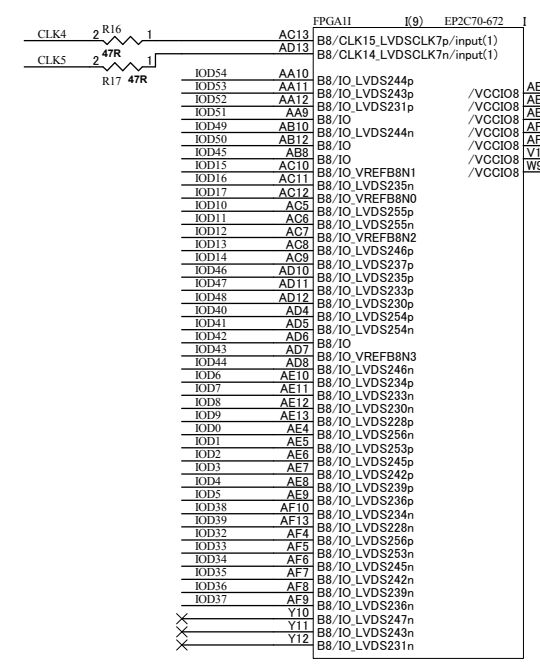 FPGA1I I(9) EP2C70-672 I
CLK4 2 R16 1 AC13 B8/CLK15_LVDSCLK7p/input(1)
47R
AD13 B8/CLK14_LVDSCLK7n/input(1)
CLK5 2 1
R17 47R
IOD54 AA10 B8/IO_LVDS244p
IOD53 AA11 B8/IO_LVDS243p /VCCIO8
IOD52 AA12 B8/IO_LVDS231p /VCCIO8
IOD51 AA9 B8/IO /VCCIO8
IOD49 AB10 B8/IO_LVDS244n /VCCIO8
IOD50 AB12 B8/IO /VCCIO8
IOD45 AB8 B8/IO /VCCIO8
IOD15 AC10 B8/IO_VREFB8N1 /VCCIO8
IOD16 AC11 B8/IO_LVDS235n
IOD17 AC12 B8/IO_VREFB8N0
IOD10 AC5 B8/IO_LVDS255p
IOD11 AC6 B8/IO_LVDS255n
IOD12 AC7 B8/IO_VREFB8N2
IOD13 AC8 B8/IO_LVDS246p
IOD14 AC9 B8/IO_LVDS237p
IOD46 AD10 B8/IO_LVDS235p
IOD47 AD11 B8/IO_LVDS233p
IOD48 AD12 B8/IO_LVDS230p
IOD40 AD4 B8/IO_LVDS254p
IOD41 AD5 B8/IO_LVDS254n
IOD42 AD6 B8/IO
IOD43 AD7 B8/IO_VREFB8N3
IOD44 AD8 B8/IO_LVDS246n
IOD6 AE10 B8/IO_LVDS234p
IOD7 AE11 B8/IO_LVDS233n
IOD8 AE12 B8/IO_LVDS230n
IOD9 AE13 B8/IO_LVDS228p
IOD0 AE4 B8/IO_LVDS256n
IOD1 AE5 B8/IO_LVDS253p
IOD2 AE6 B8/IO_LVDS245p
IOD3 AE7 B8/IO_LVDS242p
IOD4 AE8 B8/IO_LVDS239p
IOD5 AE9 B8/IO_LVDS236p
IOD38 AF10 B8/IO_LVDS234n
IOD39 AF13 B8/IO_LVDS228n
IOD32 AF4 B8/IO_LVDS256p
IOD33 AF5 B8/IO_LVDS253n
IOD34 AF6 B8/IO_LVDS245n
IOD35 AF7 B8/IO_LVDS242n
IOD36 AF8 B8/IO_LVDS239n
IOD37 AF9 B8/IO_LVDS236n
Y10 B8/IO_LVDS247n
Y11 B8/IO_LVDS243n
Y12 B8/IO_LVDS231n